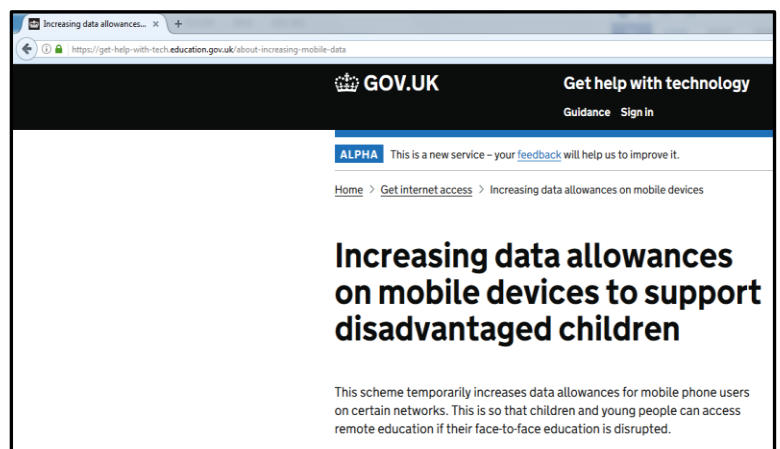 Increasing data allowances... × +
https://get-help-with-tech.education.gov.uk/about-increasing-mobile-data
GOV.UK Get help with technology
Guidance Sign in
ALPHA This is a new service – your feedback will help us to improve it.
Home > Get internet access > Increasing data allowances on mobile devices
Increasing data allowances
on mobile devices to support
disadvantaged children
This scheme temporarily increases data allowances for mobile phone users
on certain networks. This is so that children and young people can access
remote education if their face-to-face education is disrupted.